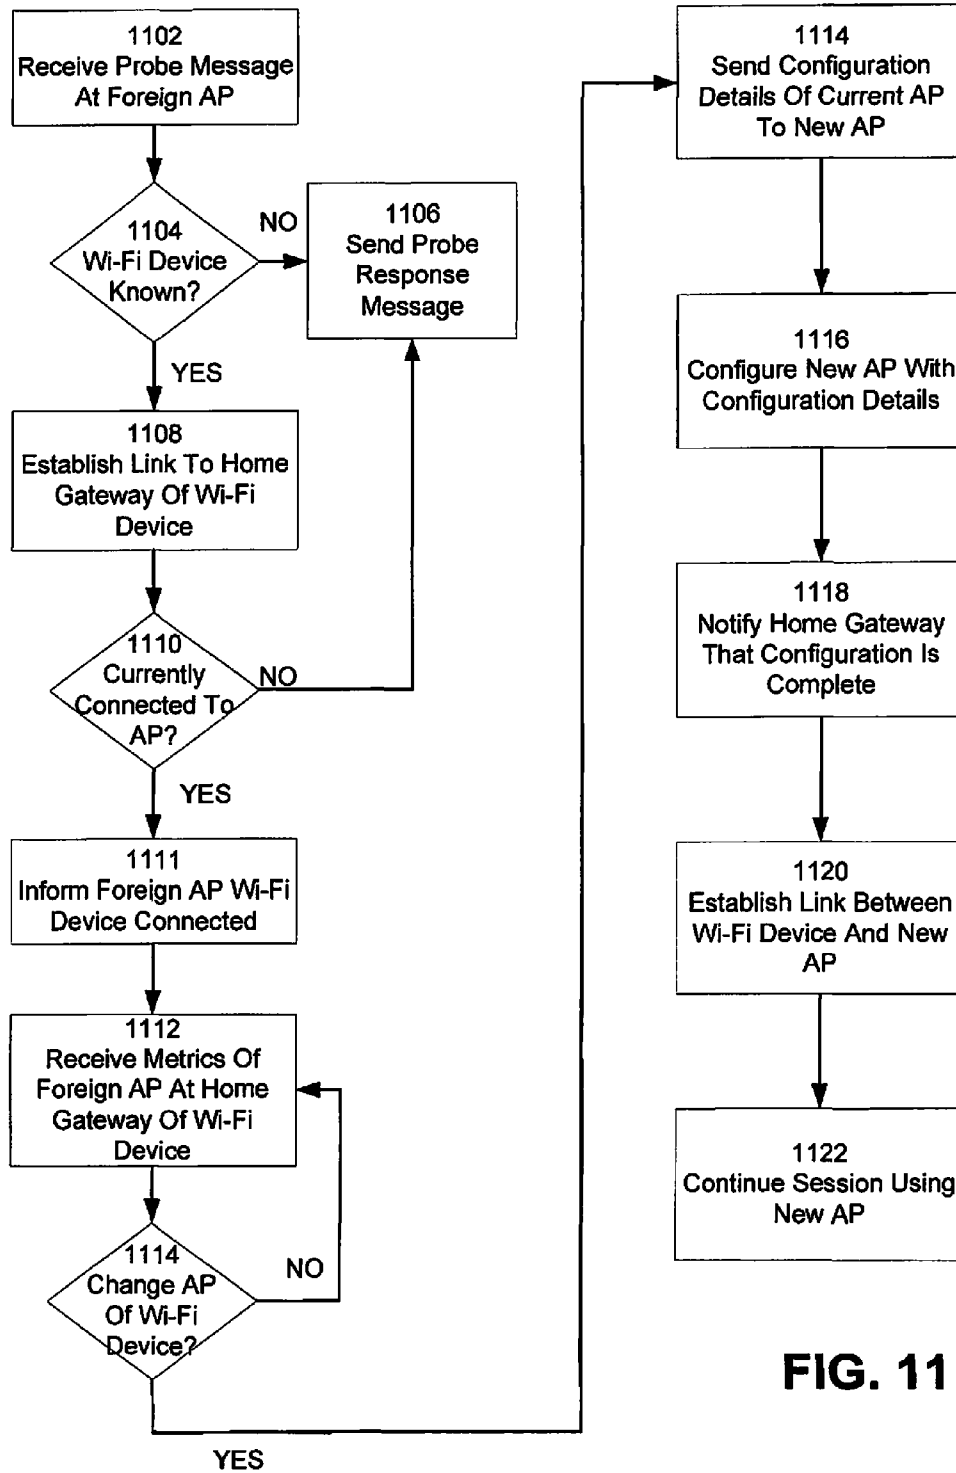 1102
Receive Probe Message
At Foreign AP
1104
Wi-Fi Device
Known?
NO
1106
Send Probe
Response
Message
YES
1108
Establish Link To Home
Gateway Of Wi-Fi
Device
1110
Currently
Connected To
AP?
NO
YES
1111
Inform Foreign AP Wi-Fi
Device Connected
1112
Receive Metrics Of
Foreign AP At Home
Gateway Of Wi-Fi
Device
1114
Change AP
Of Wi-Fi
Device?
NO
YES
1114
Send Configuration
Details Of Current AP
To New AP
1116
Configure New AP With
Configuration Details
1118
Notify Home Gateway
That Configuration Is
Complete
1120
Establish Link Between
Wi-Fi Device And New
AP
1122
Continue Session Using
New AP
FIG. 11